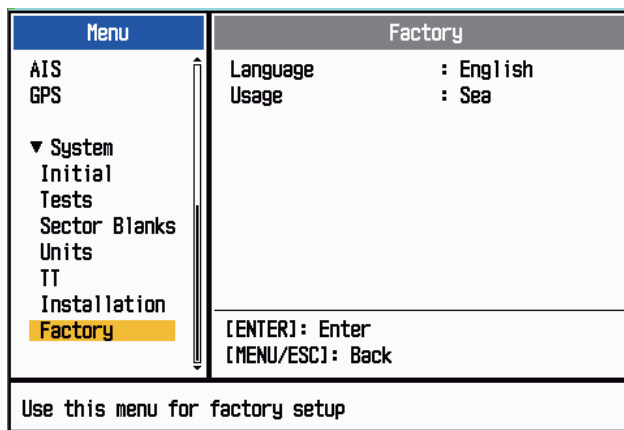 Menu
AIS
GPS
▼ System
Initial
Tests
Sector Blanks
Units
TT
Installation
Factory
Factory
Language : English
Usage : Sea
[ENTER]: Enter
[MENU/ESC]: Back
Use this menu for factory setup